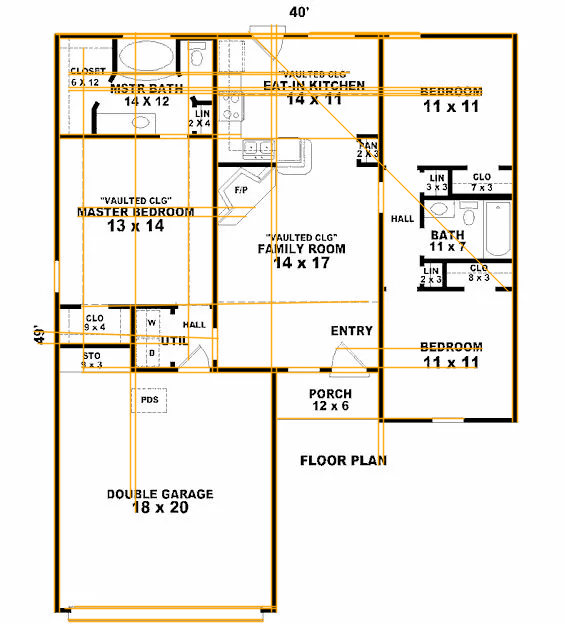 40'
CLOSET
6 X 12
MSTR BATH
14 X 12
LIN
2 X 4
"VAULTED CLG"
EAT-IN KITCHEN
14 x 11
BEDROOM
11 x 11
PAN
2 X 3
LIN
3 x 3
CLO
7 x 3
F/P
"VAULTED CLG"
MASTER BEDROOM
13 x 14
HALL
BATH
11 x 7
"VAULTED CLG"
FAMILY ROOM
14 x 17
LIN
2 x 3
CLO
8 x 3
CLO
9 x 4
W
HALL
ENTRY
49'
UTIL
D
STO
9 x 3
BEDROOM
11 x 11
PDS
PORCH
12 x 6
FLOOR PLAN
DOUBLE GARAGE
18 x 20